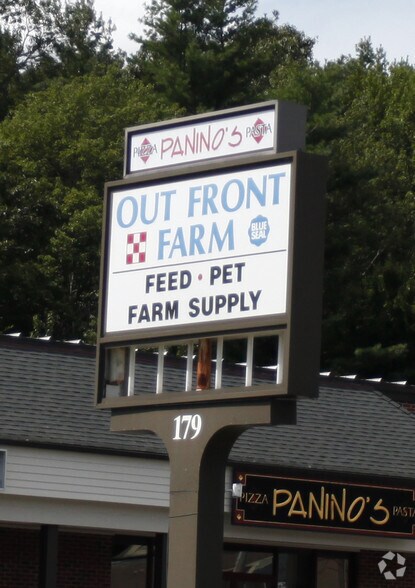 PIZZA PANINO'S PASTA
OUT FRONT
FARM
BLUE SEAL
FEED • PET
FARM SUPPLY
179
PIZZA PANINO'S PASTA